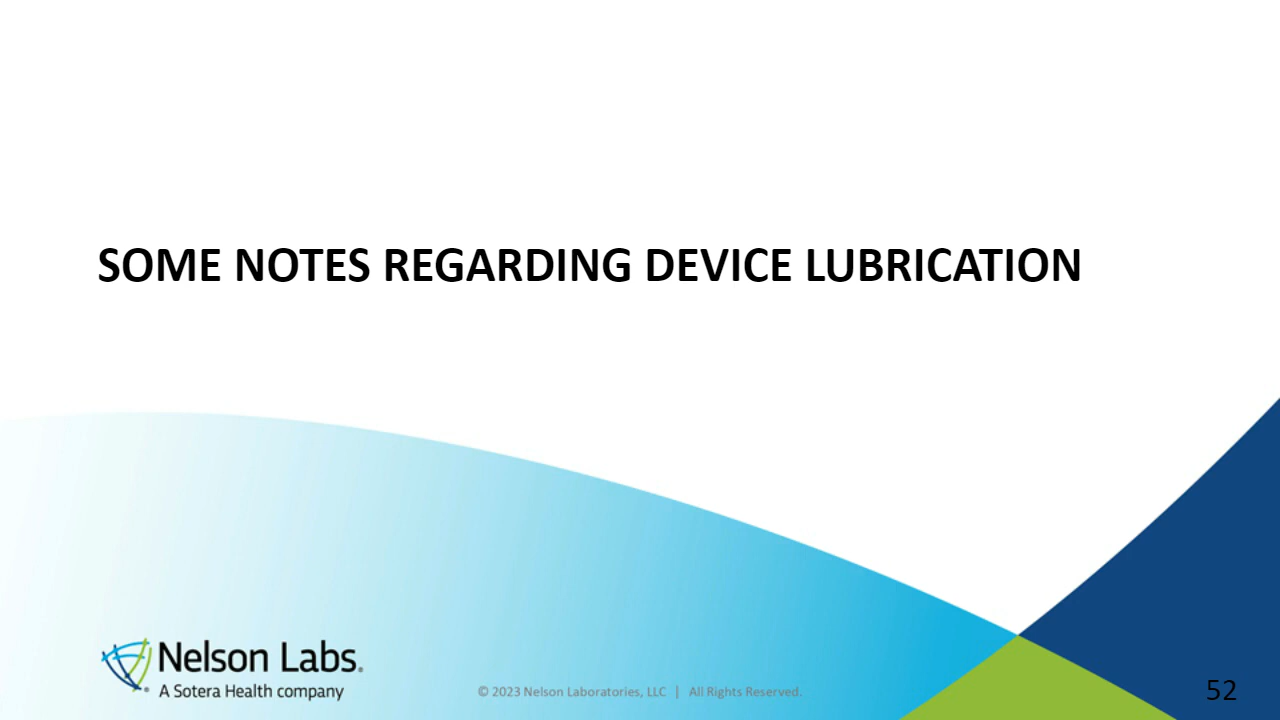 SOME NOTES REGARDING DEVICE LUBRICATION
Nelson Labs.
A Sotera Health company
© 2023 Nelson Laboratories, LLC | All Rights Reserved.
52